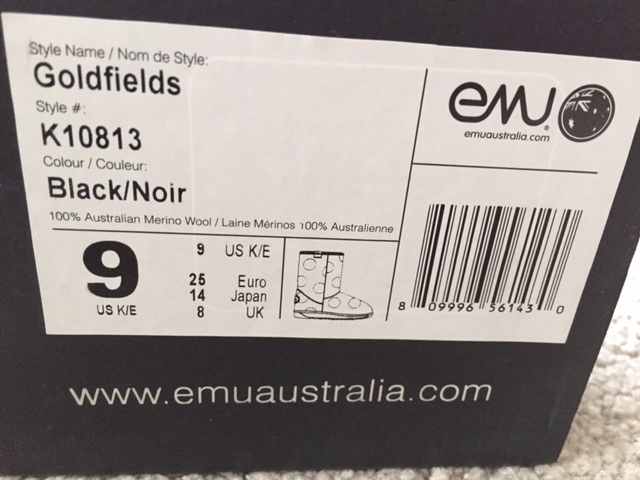 Style Name / Nom de Style:
Goldfields
Style #:
K10813
Colour / Couleur:
Black/Noir
100% Australian Merino Wool / Laine Mérinos 100% Australienne
9
US K/E
9 US K/E
25 Euro
14 Japan
8 UK
emu®
emuaustralia.com
8 09996 56143 0
www.emuaustralia.com